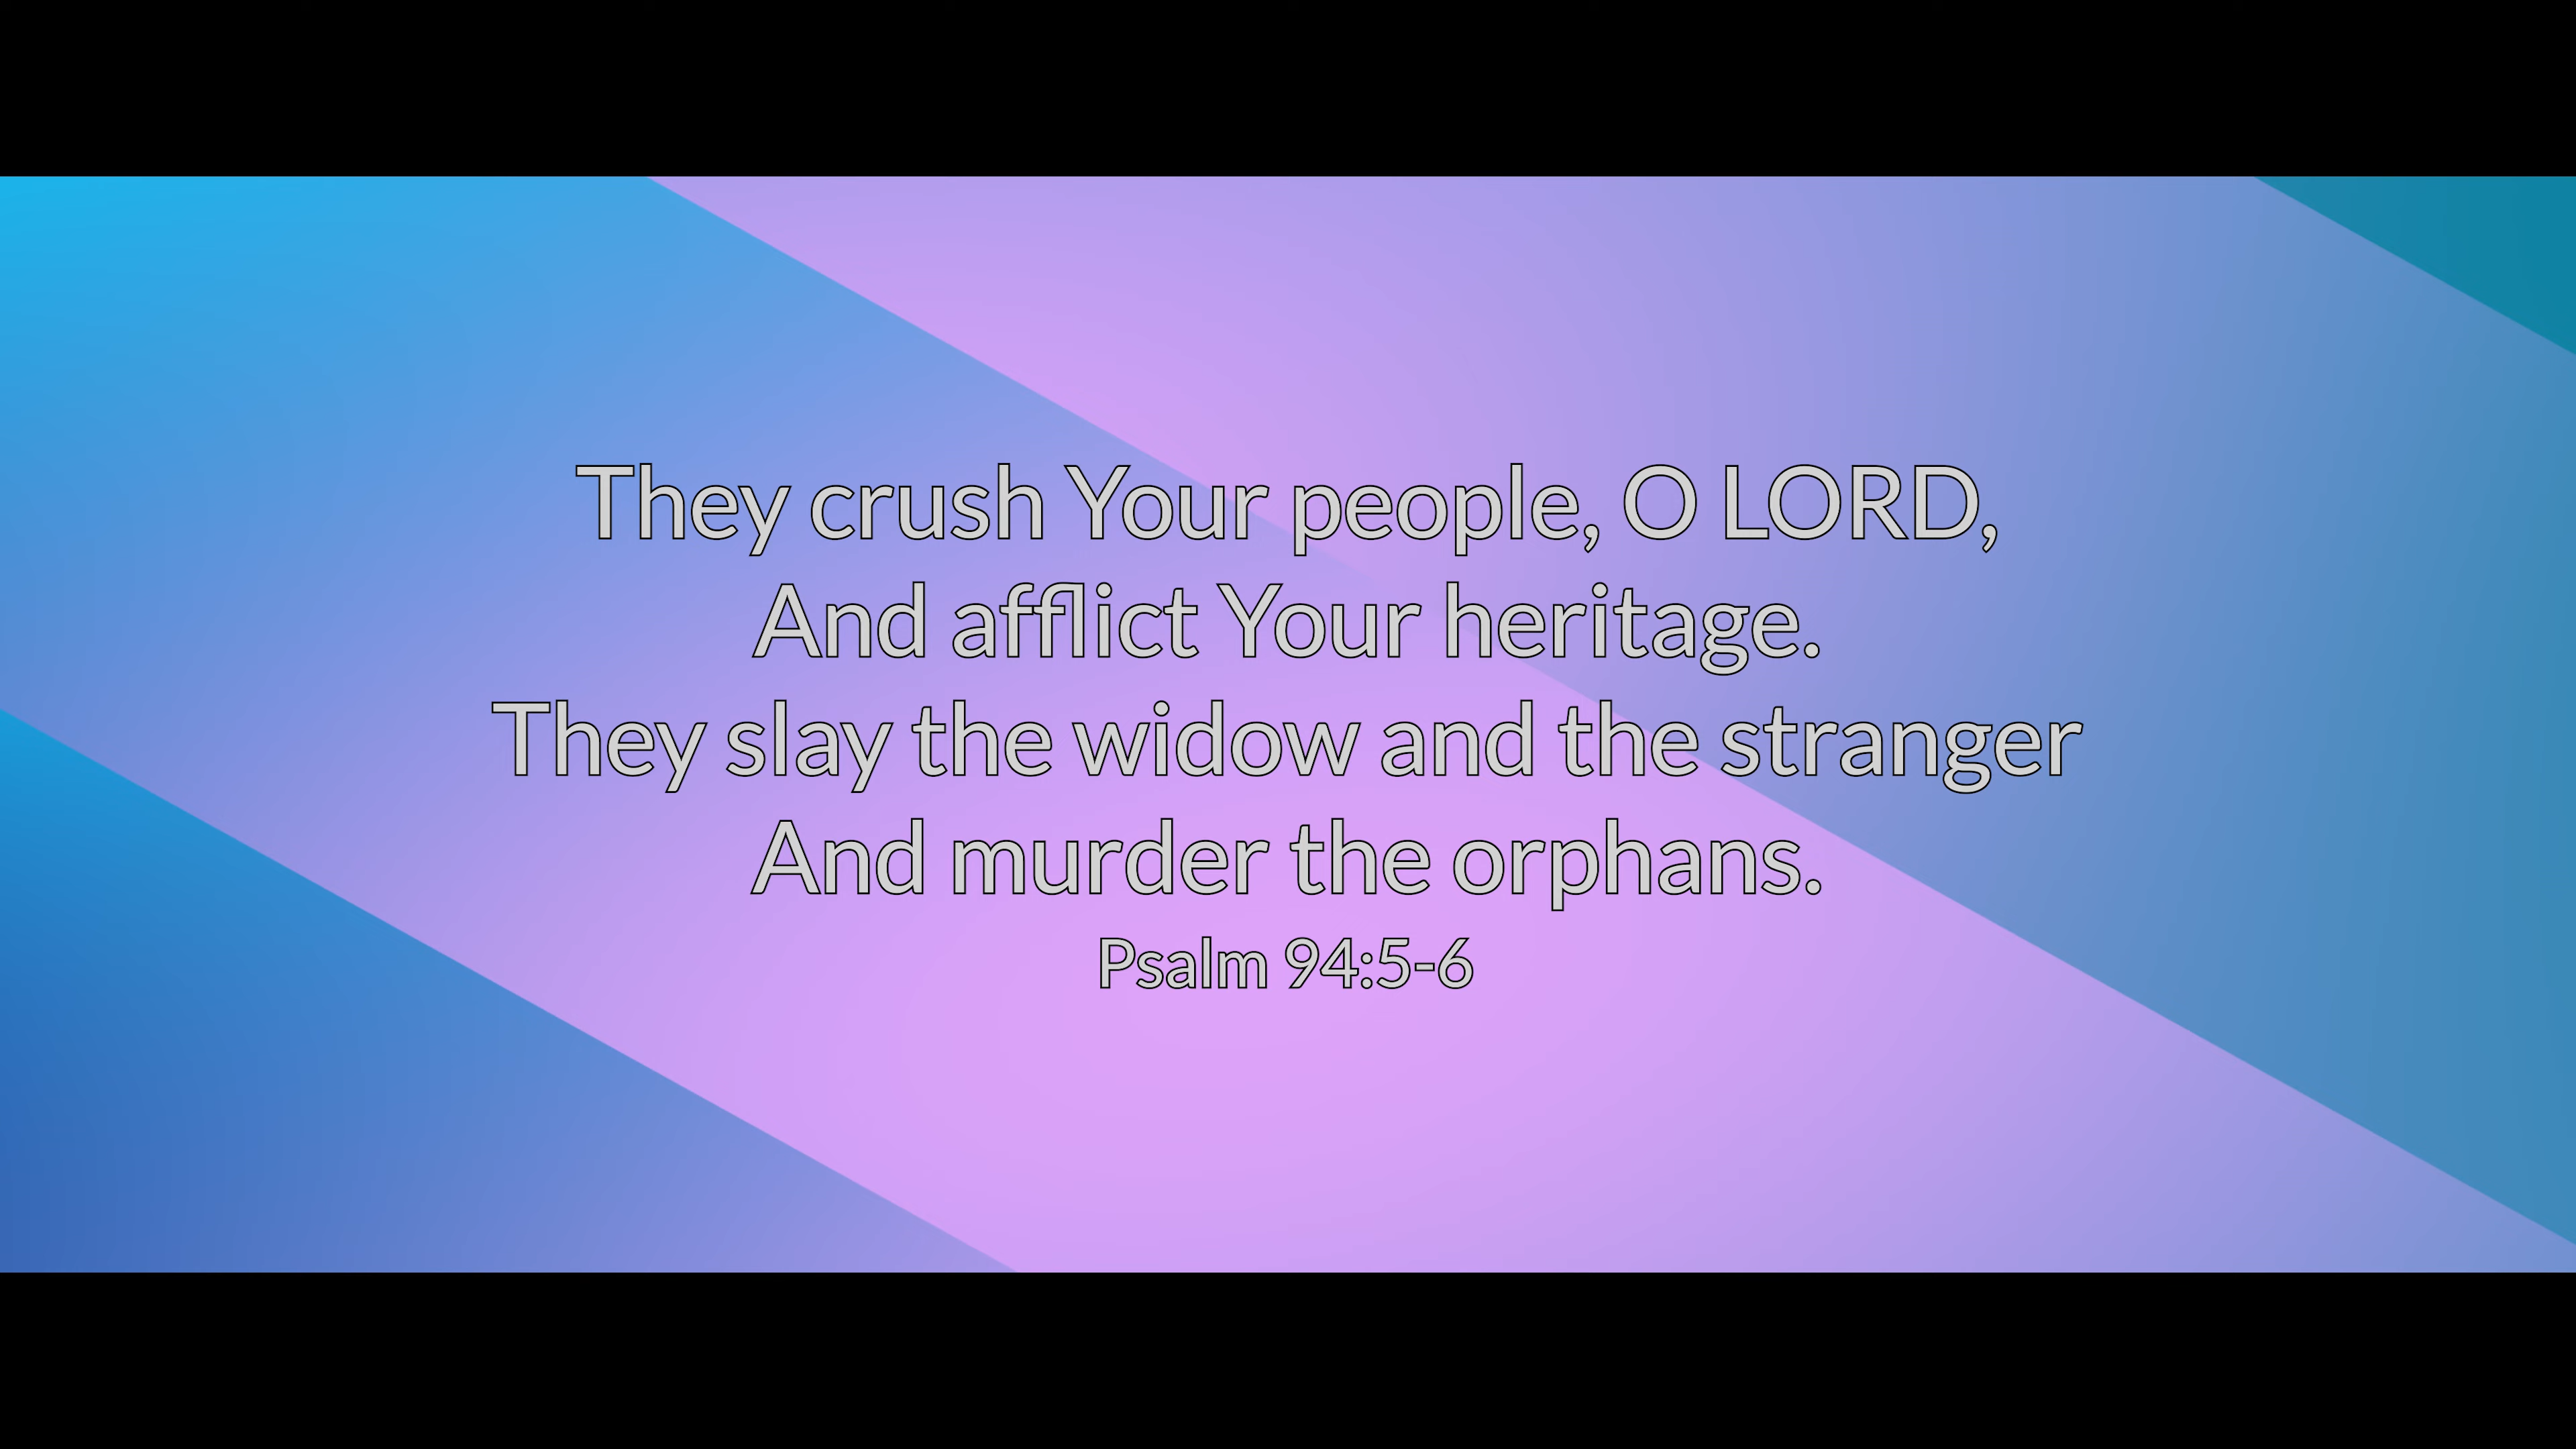 They crush Your people, O LORD,
And afflict Your heritage.
They slay the widow and the stranger
And murder the orphans.
Psalm 94:5-6